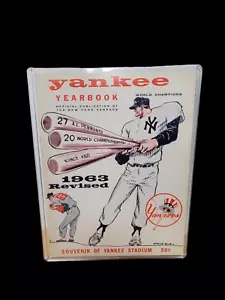 yankee
YEARBOOK
WORLD CHAMPIONS
OFFICIAL PUBLICATION OF
THE NEW YORK YANKEES
27 A.L. PENNANTS
20 WORLD CHAMPIONSHIPS
SINCE 1921
NY
1963
Revised
Yankees
SOUVENIR OF YANKEE STADIUM 50¢